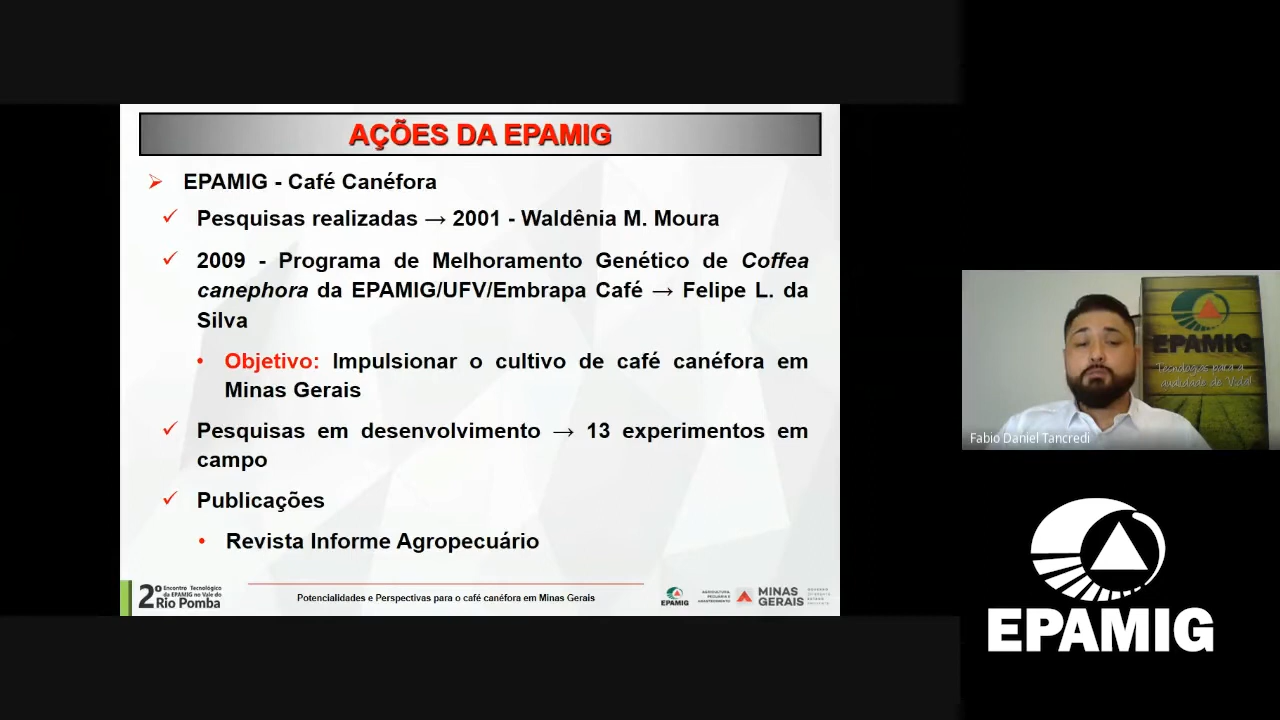 AÇÕES DA EPAMIG
EPAMIG - Café Canéfora
Pesquisas realizadas → 2001 - Waldênia M. Moura
2009 - Programa de Melhoramento Genético de Coffea
canephora da EPAMIG/UFV/Embrapa Café → Felipe L. da
Silva
Objetivo: Impulsionar o cultivo de café canéfora em
Minas Gerais
Pesquisas em desenvolvimento → 13 experimentos em
campo
Publicações
Revista Informe Agropecuário
2º Encontro Tecnológico
da EPAMIG no Vale do
Rio Pomba
Potencialidades e Perspectivas para o café canéfora em Minas Gerais
EPAMIG
AGRICULTURA,
PECUÁRIA E
ABASTECIMENTO
MINAS
GERAIS
EPAMIG
Tecnologias para a
qualidade de Vida!
Fabio Daniel Tancredi
EPAMIG